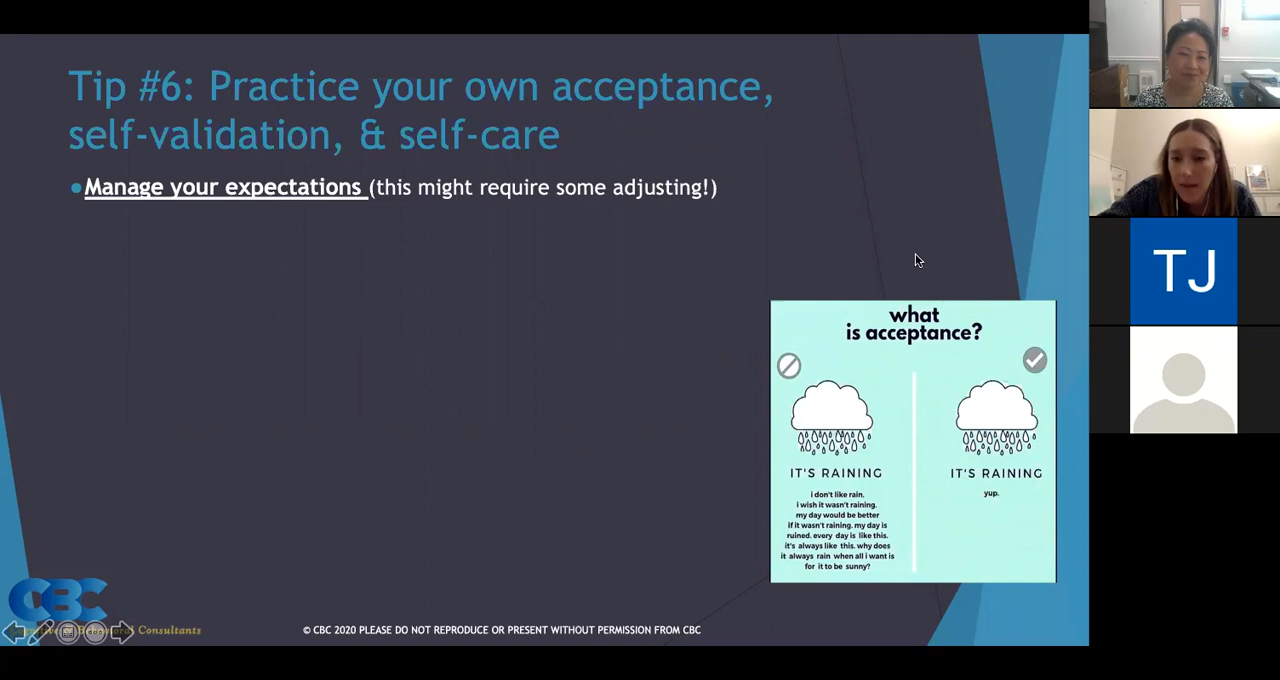 Tip #6: Practice your own acceptance,
self-validation, & self-care
Manage your expectations (this might require some adjusting!)
what
is acceptance?
IT'S RAINING
i don't like rain.
i wish it wasn't raining.
my day would be better
if it wasn't raining. my day is
ruined. every day is like this.
it's always like this. why does
it always rain when all i want is
for it to be sunny?
IT'S RAINING
yup.
CBC
Behavioral Consultants
© CBC 2020 PLEASE DO NOT REPRODUCE OR PRESENT WITHOUT PERMISSION FROM CBC
TJ